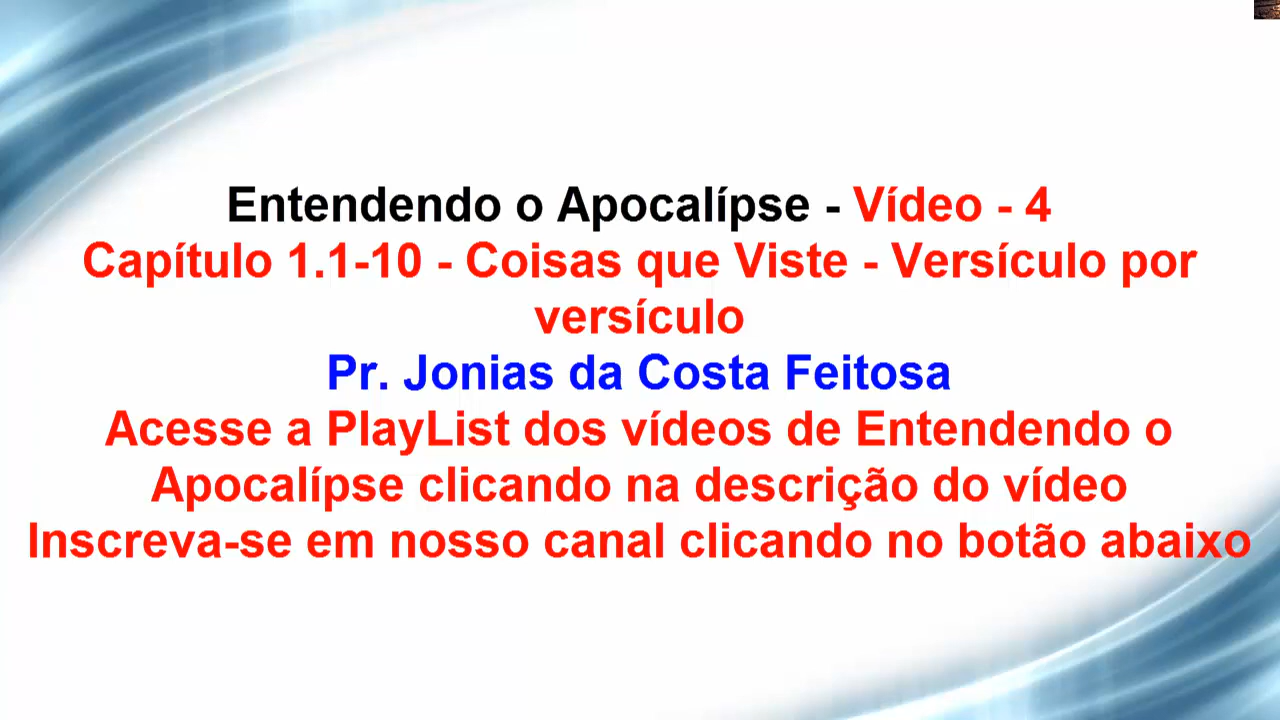 Entendendo o Apocalípse - Vídeo - 4
Capítulo 1.1-10 - Coisas que Viste - Versículo por
versículo
Pr. Jonias da Costa Feitosa
Acesse a PlayList dos vídeos de Entendendo o
Apocalípse clicando na descrição do vídeo
Inscreva-se em nosso canal clicando no botão abaixo